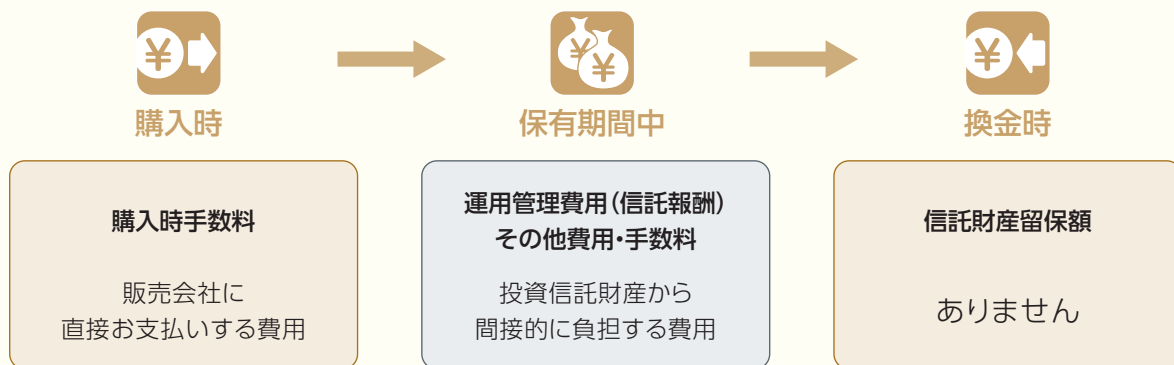 ¥
¥
¥
¥
購入時
保有期間中
換金時
購入時手数料
販売会社に
直接お支払いする費用
運用管理費用(信託報酬)
その他費用・手数料
投資信託財産から
間接的に負担する費用
信託財産留保額
ありません